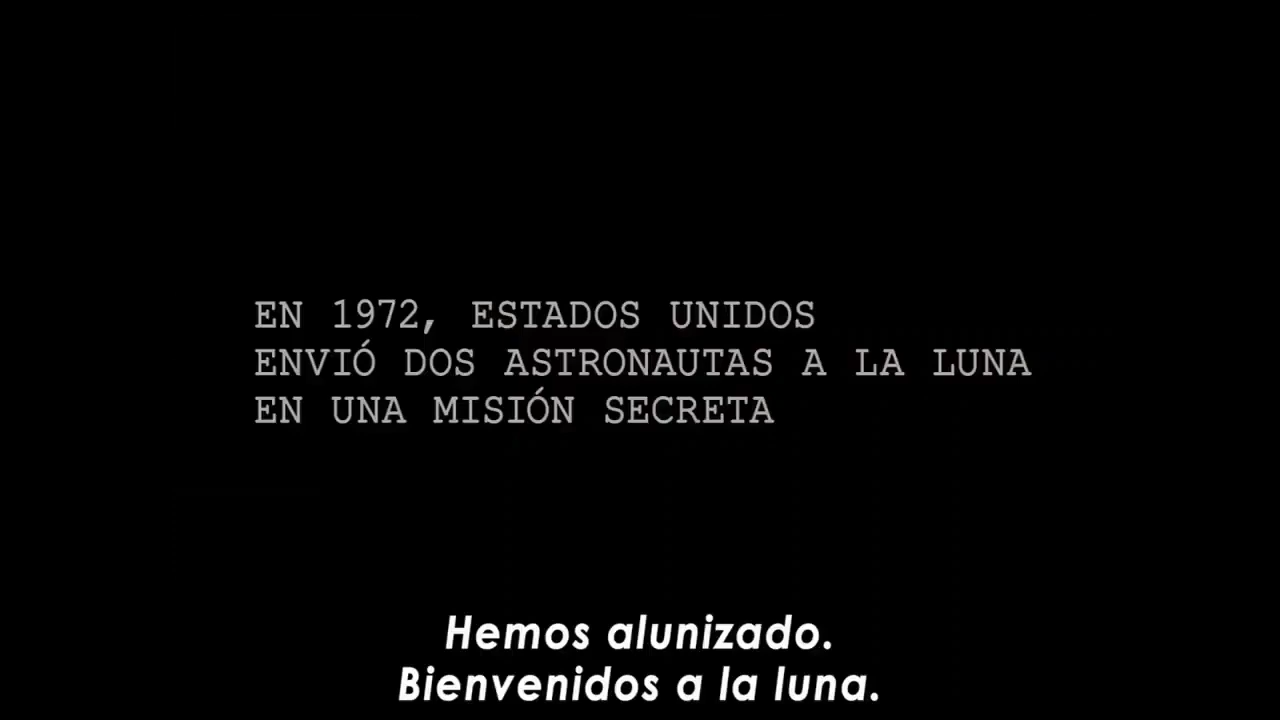 EN 1972, ESTADOS UNIDOS
ENVIÓ DOS ASTRONAUTAS A LA LUNA
EN UNA MISIÓN SECRETA
Hemos alunizado.
Bienvenidos a la luna.